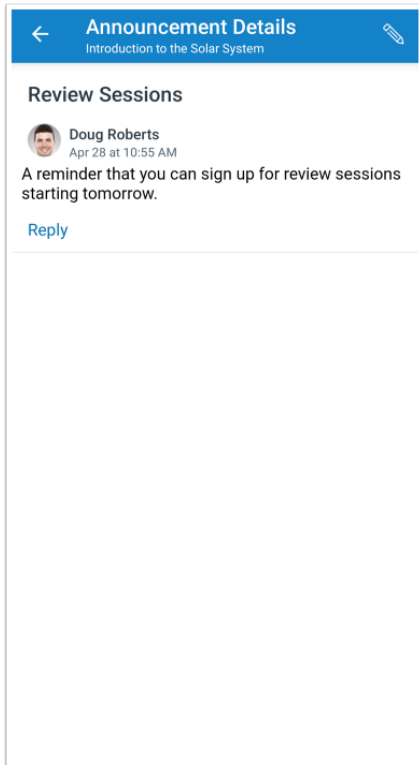 Announcement Details
Introduction to the Solar System
Review Sessions
Doug Roberts
Apr 28 at 10:55 AM
A reminder that you can sign up for review sessions
starting tomorrow.
Reply